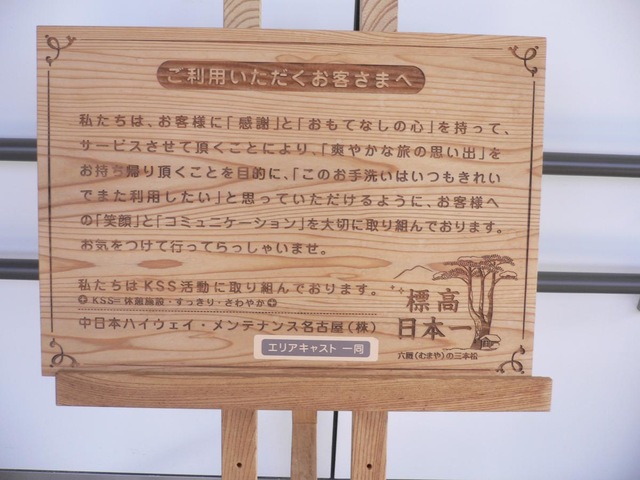 ご利用いただくお客さまへ
私たちは、お客様に「感謝」と「おもてなしの心」を持って、
サービスさせて頂くことにより、「爽やかな旅の思い出」を
お持ち帰り頂くことを目的に、「このお手洗いはいつもきれい
でまた利用したい」と思っていただけるように、お客様へ
の「笑顔」と「コミュニケーション」を大切に取り組んでおります。
お気をつけて行ってらっしゃいませ。
私たちはKSS活動に取り組んでおります。
KSS=休憩施設・すっきり・さわやか
中日本ハイウェイ・メンテナンス名古屋(株)
エリアキャスト 一同
標高
日本一
(むまや)の三本松